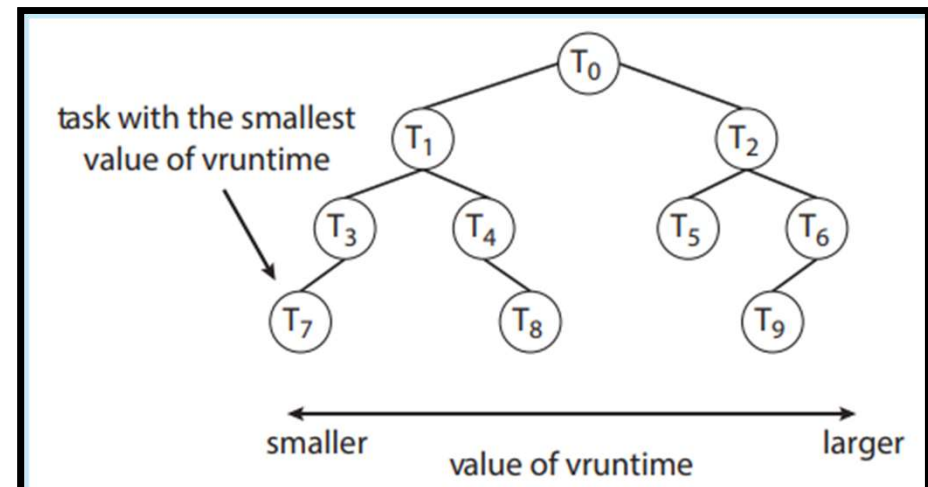 T0
task with the smallest
value of vruntime
T1
T2
T3
T4
T5
T6
T7
T8
T9
smaller
larger
value of vruntime